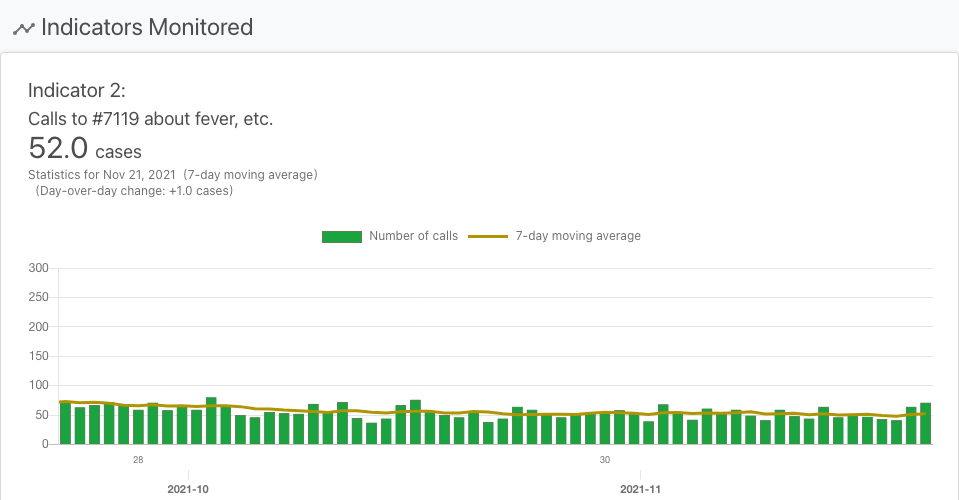 Indicators Monitored
Indicator 2:
Calls to #7119 about fever, etc.
52.0 cases
Statistics for Nov 21, 2021 (7-day moving average)
(Day-over-day change: +1.0 cases)
Number of calls 7-day moving average
300
250
200
150
100
50
0
28 30
2021-10 2021-11